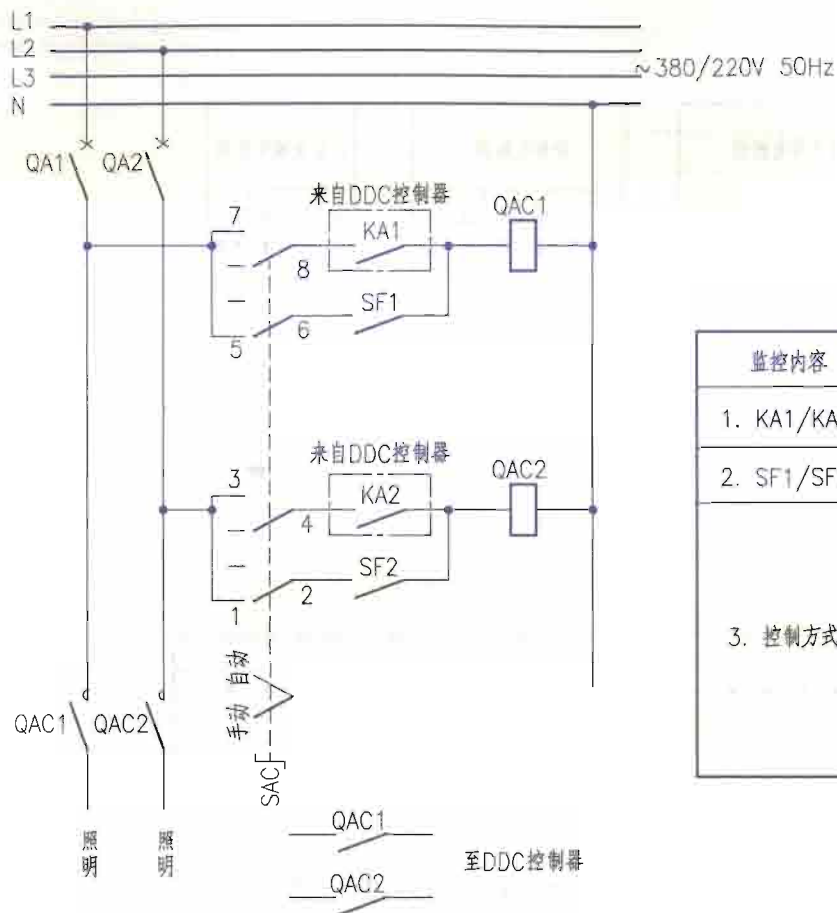 L1
L2
L3
N
~380/220V 50Hz
QA1
QA2
来自DDC控制器
7
KA1
QAC1
8
SF1
5
6
来自DDC控制器
3
KA2
QAC2
4
SF2
1
2
手动 自动
QAC1
QAC2
SAC
照明
照明
QAC1
至DDC控制器
QAC2
监控内容
1. KA1/KA
2. SF1/SF
3. 控制方式